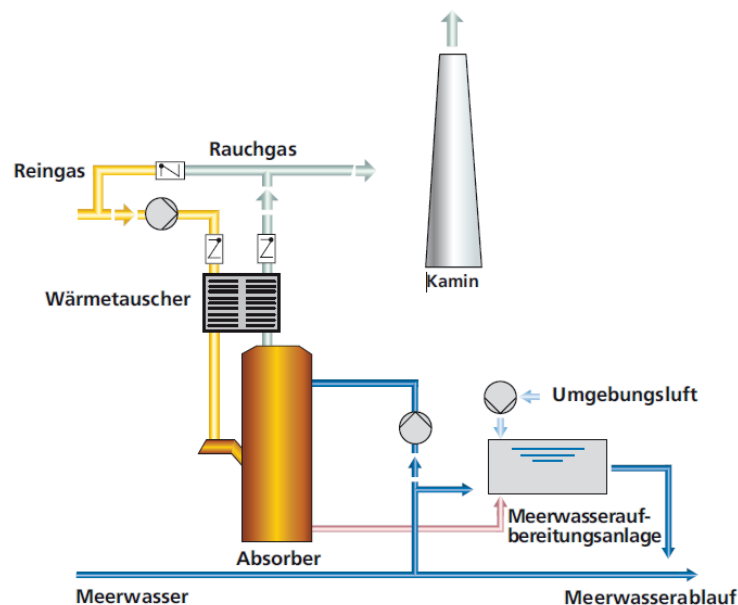 Rauchgas
Reingas
Kamin
Wärmetauscher
Umgebungsluft
Meerwasserauf-
bereitungsanlage
Absorber
Meerwasser
Meerwasserablauf